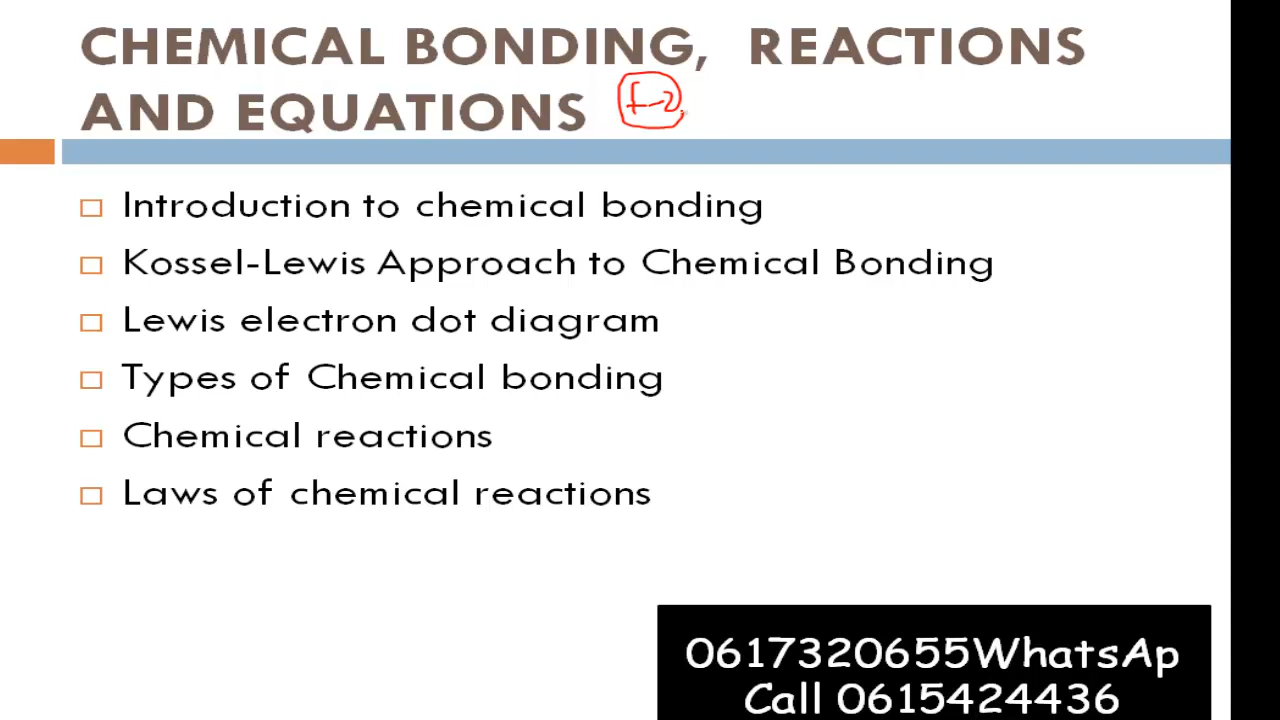 CHEMICAL BONDING, REACTIONS
AND EQUATIONS f-2
Introduction to chemical bonding
Kossel-Lewis Approach to Chemical Bonding
Lewis electron dot diagram
Types of Chemical bonding
Chemical reactions
Laws of chemical reactions
0617320655WhatsAp
Call 0615424436